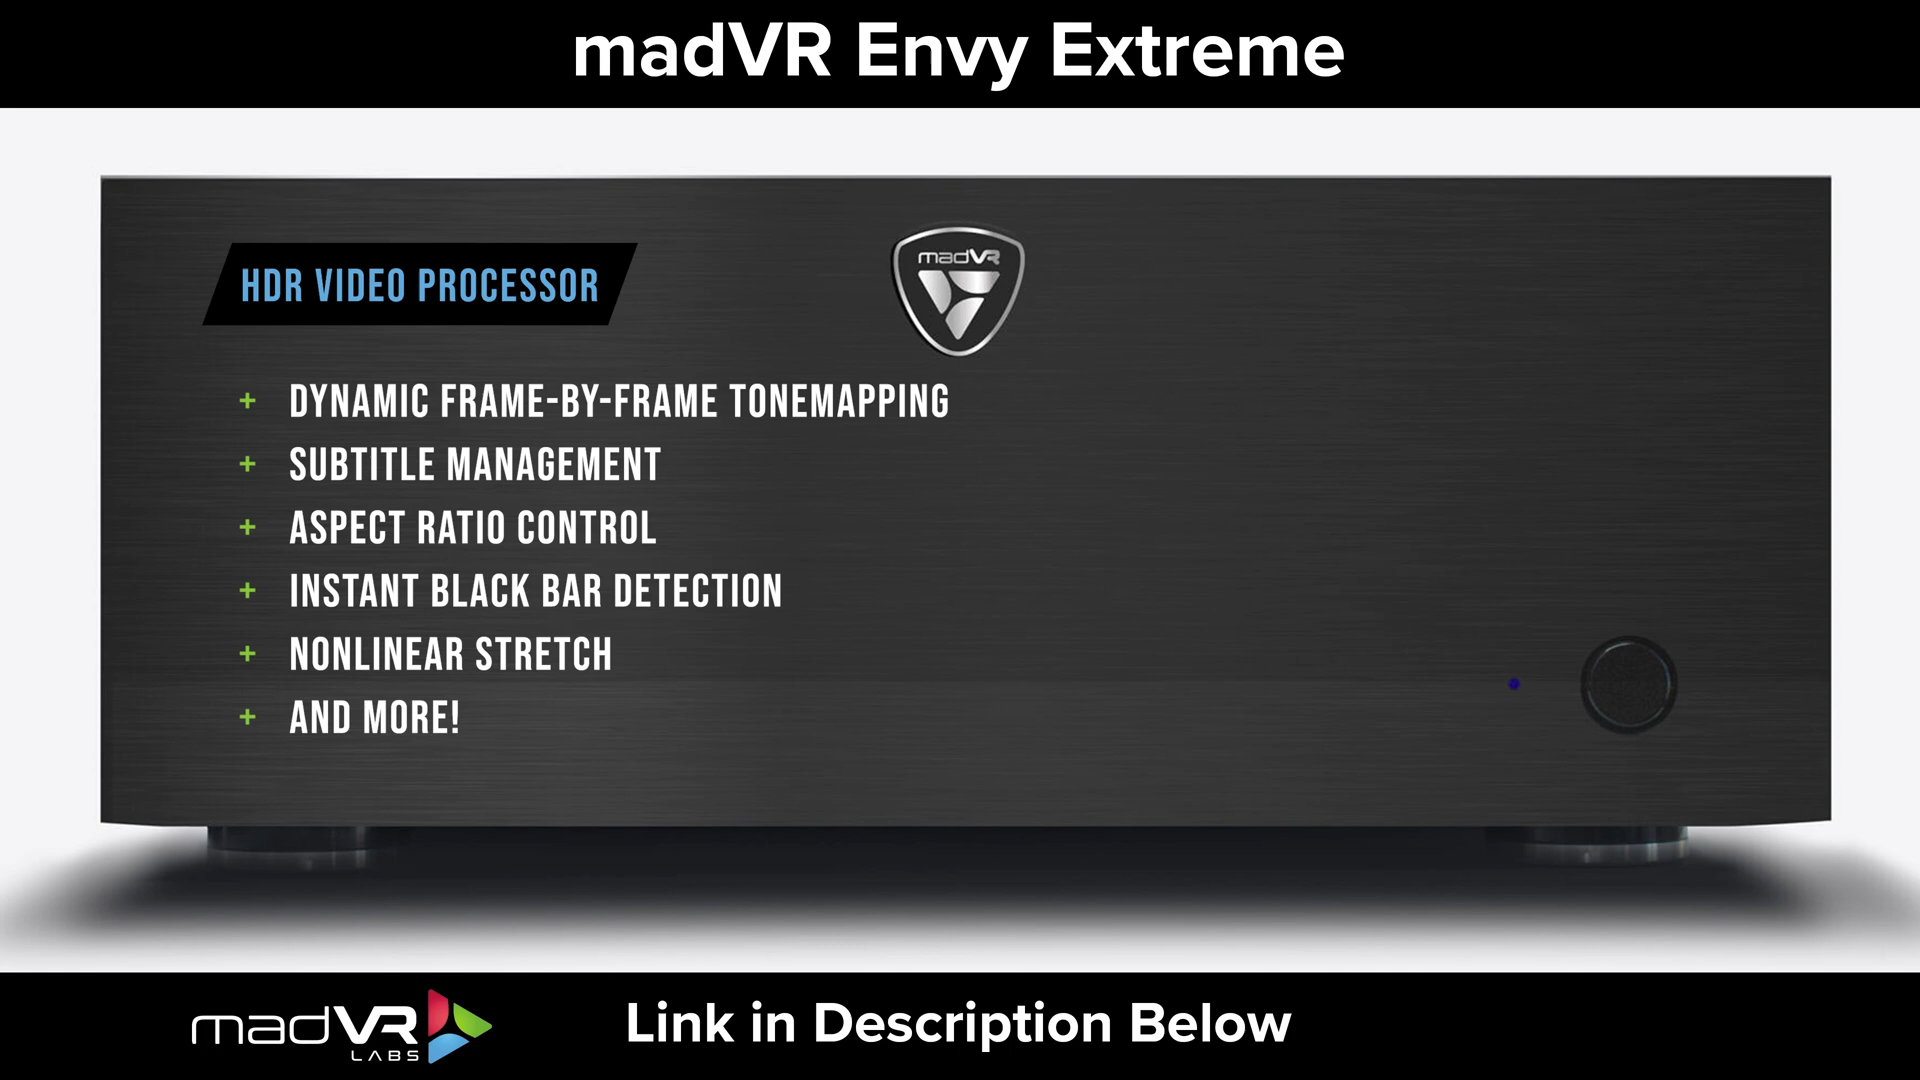 madVR Envy Extreme
madVR
HDR VIDEO PROCESSOR
+ DYNAMIC FRAME-BY-FRAME TONEMAPPING
+ SUBTITLE MANAGEMENT
+ ASPECT RATIO CONTROL
+ INSTANT BLACK BAR DETECTION
+ NONLINEAR STRETCH
+ AND MORE!
madVR
LABS
Link in Description Below